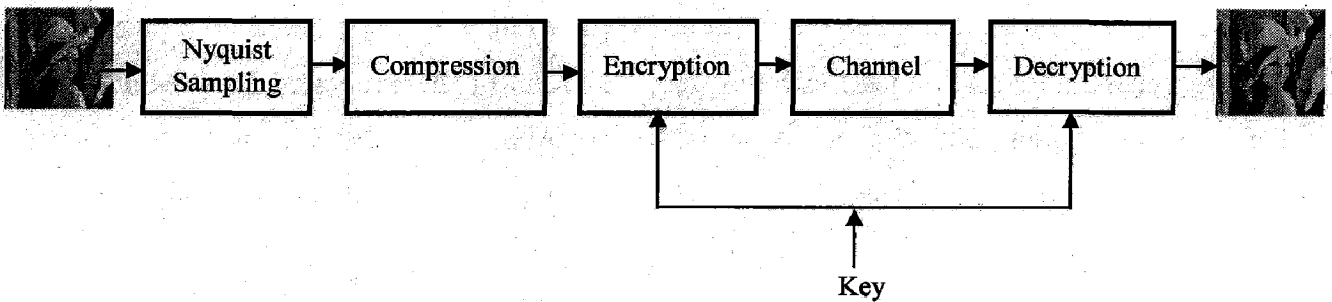 Nyquist
Sampling
Compression
Encryption
Channel
Decryption
Key